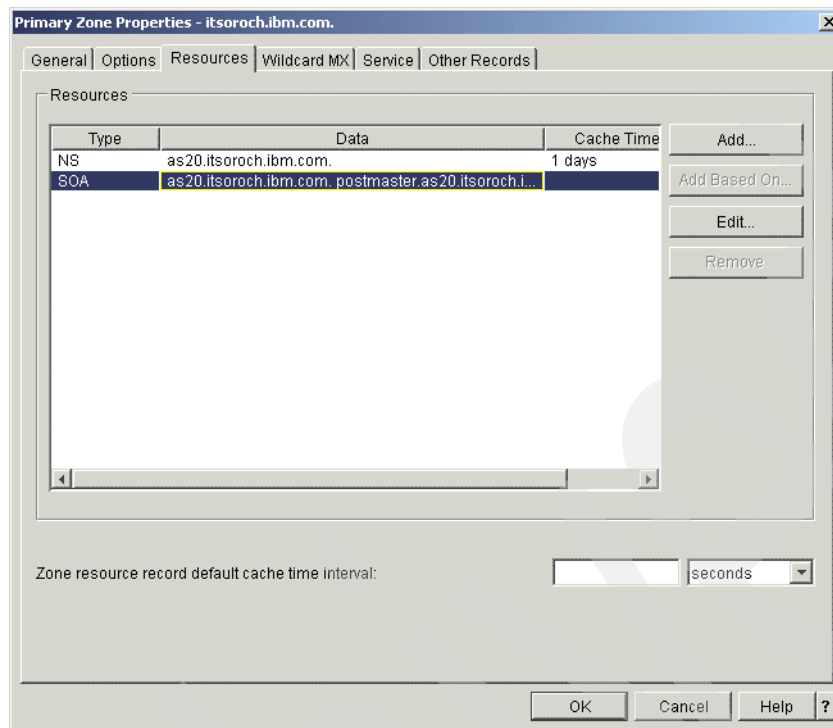 Primary Zone Properties - itsoroch.ibm.com.
General Options Resources Wildcard MX Service Other Records
Resources
Type Data Cache Time
NS as20.itsoroch.ibm.com. 1 days
SOA as20.itsoroch.ibm.com. postmaster.as20.itsoroch.i...
Add...
Add Based On...
Edit...
Remove
Zone resource record default cache time interval: seconds
OK Cancel Help ?